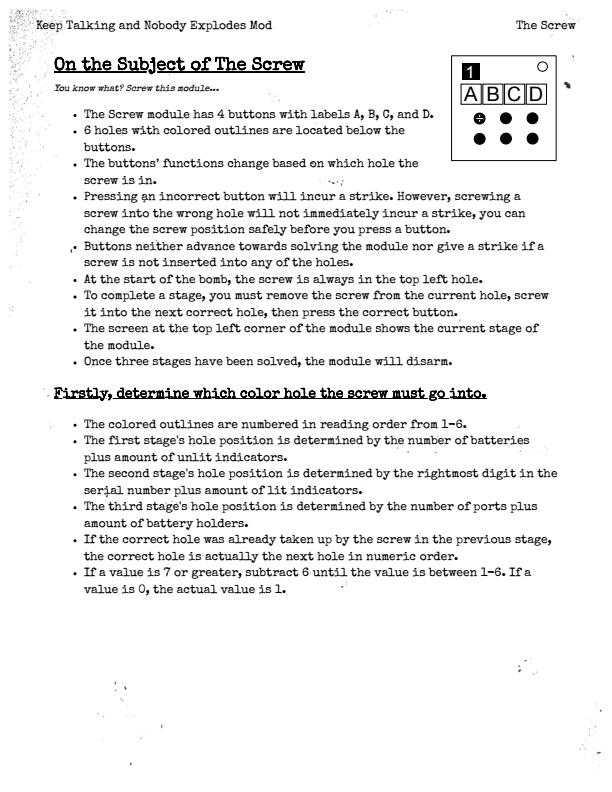 Keep Talking and Nobody Explodes Mod The Screw
On the Subject of The Screw
You know what? Screw this module...
1
A B C D
• The Screw module has 4 buttons with labels A, B, C, and D.
• 6 holes with colored outlines are located below the
buttons.
• The buttons' functions change based on which hole the
screw is in.
• Pressing an incorrect button will incur a strike. However, screwing a
screw into the wrong hole will not immediately incur a strike, you can
change the screw position safely before you press a button.
• Buttons neither advance towards solving the module nor give a strike if a
screw is not inserted into any of the holes.
• At the start of the bomb, the screw is always in the top left hole.
• To complete a stage, you must remove the screw from the current hole, screw
it into the next correct hole, then press the correct button.
• The screen at the top left corner of the module shows the current stage of
the module.
• Once three stages have been solved, the module will disarm.
Firstly, determine which color hole the screw must go into.
• The colored outlines are numbered in reading order from 1-6.
• The first stage's hole position is determined by the number of batteries
plus amount of unlit indicators.
• The second stage's hole position is determined by the rightmost digit in the
serial number plus amount of lit indicators.
• The third stage's hole position is determined by the number of ports plus
amount of battery holders.
• If the correct hole was already taken up by the screw in the previous stage,
the correct hole is actually the next hole in numeric order.
• If a value is 7 or greater, subtract 6 until the value is between 1-6. If a
value is 0, the actual value is 1.